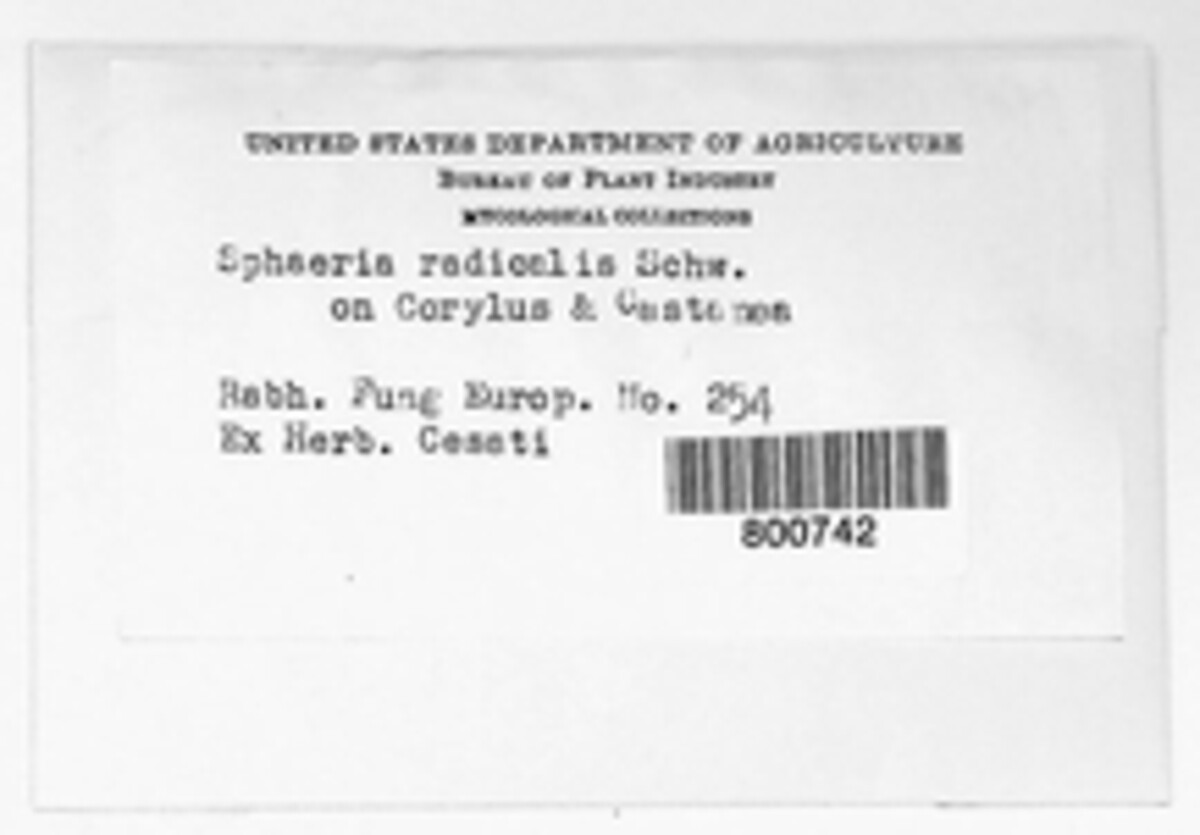 UNITED STATES DEPARTMENT OF AGRICULTURE
BUREAU OF PLANT INDUSTRY
MYCOLOGICAL COLLECTIONS
Sphaeria radicalis Schw.
on Corylus & Castanea
Rabh. Fung Europ. No. 254
Ex Herb. Cesati
800742